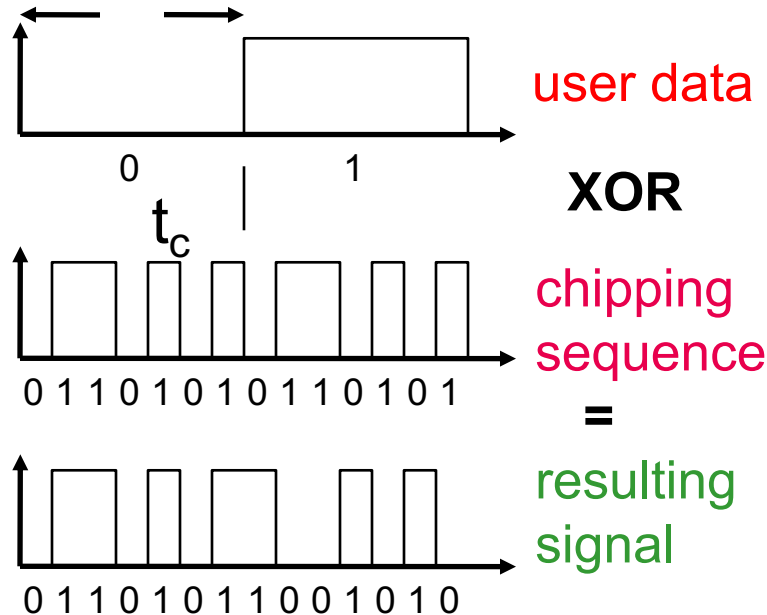 user data
0 1
XOR
t_c
chipping
sequence
0 1 1 0 1 0 1 0 1 1 0 1 0 1
=
resulting
signal
0 1 1 0 1 0 1 1 0 0 1 0 1 0